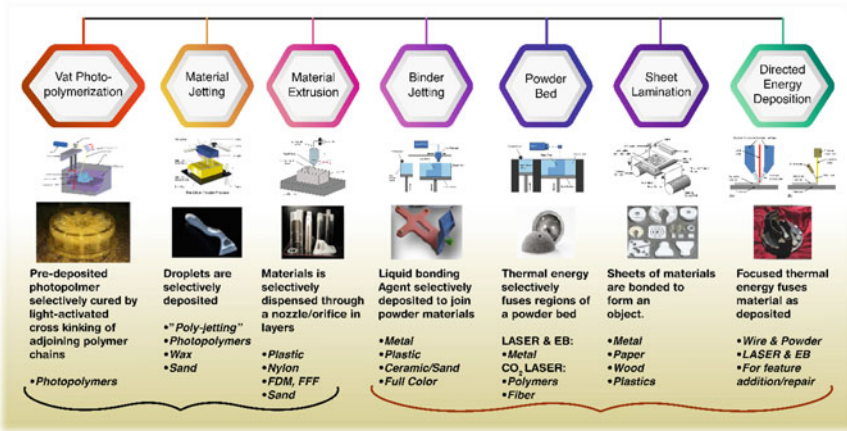 Vat Photo-
polymerization
Material
Jetting
Material
Extrusion
Binder
Jetting
Powder
Bed
Sheet
Lamination
Directed
Energy
Deposition
Pre-deposited
photopolmer
selectively cured by
light-activated
cross kinking of
adjoining polymer
chains
•Photopolymers
Droplets are
selectively
deposited
•"Poly-jetting"
•Photopolymers
•Wax
•Sand
Materials is
selectively
dispensed through
a nozzle/orifice in
layers
•Plastic
•Nylon
•FDM, FFF
•Sand
Liquid bonding
Agent selectively
deposited to join
powder materials
•Metal
•Plastic
•Ceramic/Sand
•Full Color
Thermal energy
selectively
fuses regions of
a powder bed
LASER & EB:
•Metal
CO2 LASER:
•Polymers
•Fiber
Sheets of materials
are bonded to
form an
object.
•Metal
•Paper
•Wood
•Plastics
Focused thermal
energy fuses
material as
deposited
•Wire & Powder
•LASER & EB
•For feature
addition/repair